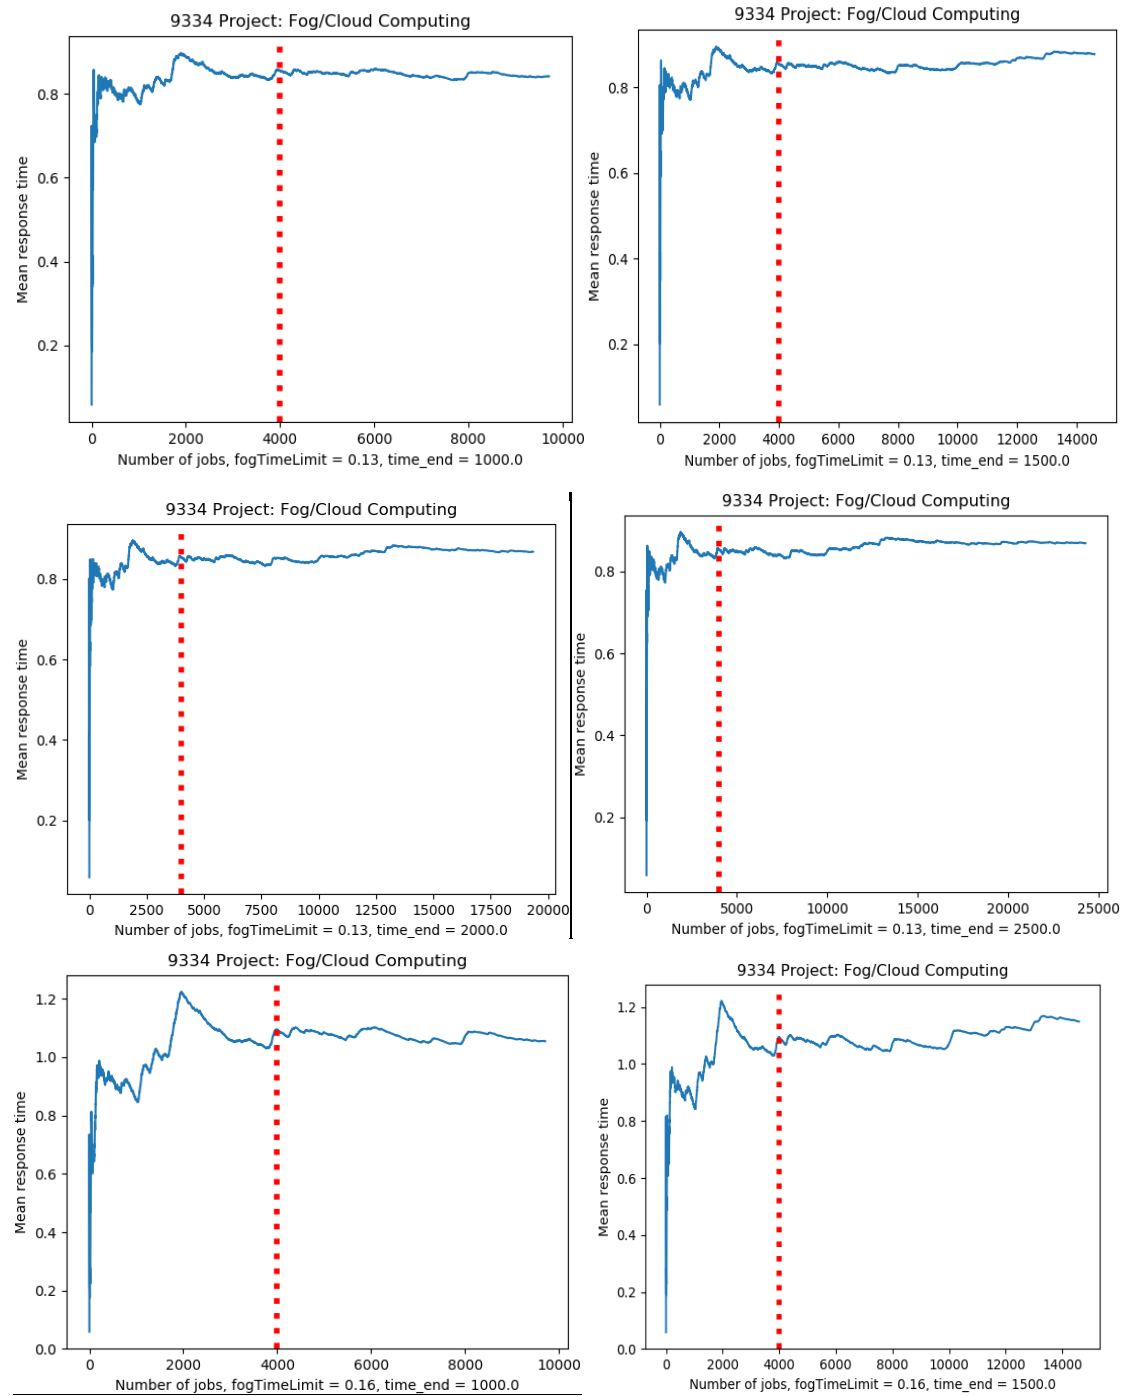 9334 Project: Fog/Cloud Computing
Mean response time
0.8
0.6
0.4
0.2
0 2000 4000 6000 8000 10000
Number of jobs, fogTimeLimit = 0.13, time_end = 1000.0
9334 Project: Fog/Cloud Computing
Mean response time
0.8
0.6
0.4
0.2
0 2000 4000 6000 8000 10000 12000 14000
Number of jobs, fogTimeLimit = 0.13, time_end = 1500.0
9334 Project: Fog/Cloud Computing
Mean response time
0.8
0.6
0.4
0.2
0 2500 5000 7500 10000 12500 15000 17500 20000
Number of jobs, fogTimeLimit = 0.13, time_end = 2000.0
9334 Project: Fog/Cloud Computing
Mean response time
0.8
0.6
0.4
0.2
0 5000 10000 15000 20000 25000
Number of jobs, fogTimeLimit = 0.13, time_end = 2500.0
9334 Project: Fog/Cloud Computing
Mean response time
1.2
1.0
0.8
0.6
0.4
0.2
0.0
0 2000 4000 6000 8000 10000
Number of jobs, fogTimeLimit = 0.16, time_end = 1000.0
9334 Project: Fog/Cloud Computing
Mean response time
1.2
1.0
0.8
0.6
0.4
0.2
0.0
0 2000 4000 6000 8000 10000 12000 14000
Number of jobs, fogTimeLimit = 0.16, time_end = 1500.0